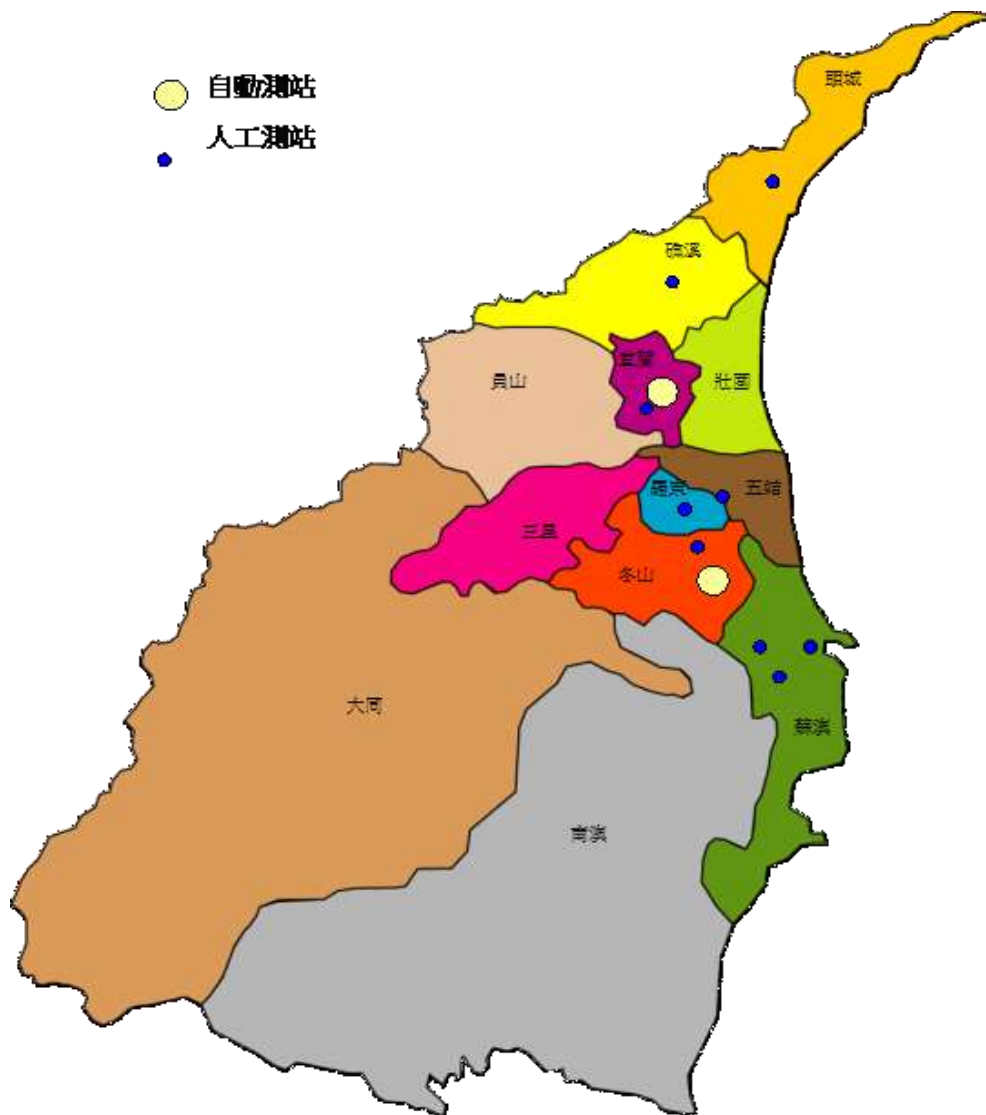 自動測站
人工測站
頭城
礁溪
宜蘭
員山
壯圍
羅東
五結
三星
冬山
大同
蘇澳
南澳